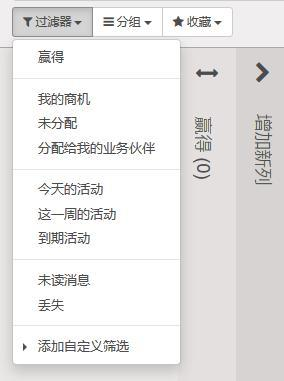 过滤器 分组 收藏
赢得
我的商机
未分配
分配给我的业务伙伴
今天的活动
这一周的活动
到期活动
未读消息
丢失
添加自定义筛选
赢得 (0)
增加新列